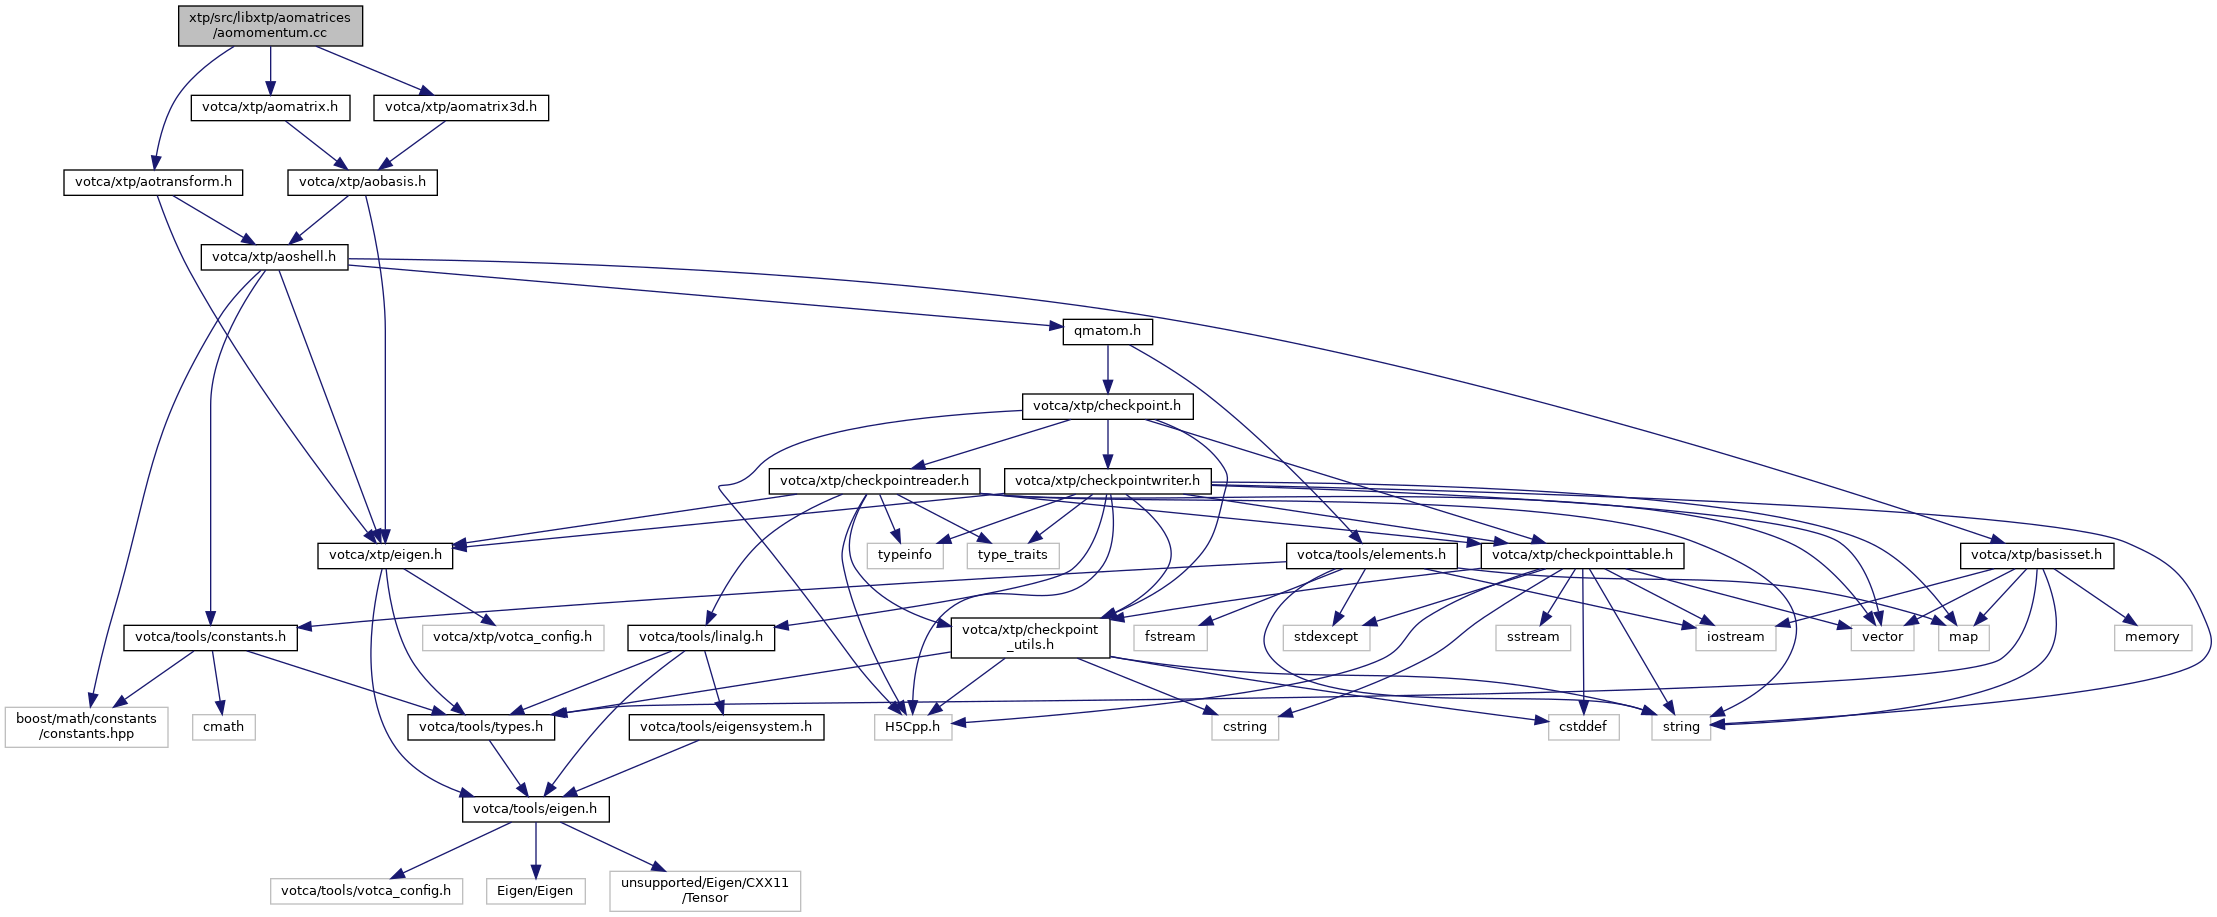 xtp/src/libxtp/aomatrices
/aomomentum.cc
votca/xtp/aomatrix.h
votca/xtp/aomatrix3d.h
votca/xtp/aotransform.h
votca/xtp/aobasis.h
votca/xtp/aoshell.h
qmatom.h
votca/xtp/checkpoint.h
votca/xtp/checkpointreader.h
votca/xtp/checkpointwriter.h
votca/xtp/eigen.h
typeinfo
type_traits
votca/tools/elements.h
votca/xtp/checkpointtable.h
votca/xtp/basisset.h
votca/tools/constants.h
votca/xtp/votca_config.h
votca/tools/linalg.h
votca/xtp/checkpoint
_utils.h
fstream
stdexcept
sstream
iostream
vector
map
memory
boost/math/constants
/constants.hpp
cmath
votca/tools/types.h
votca/tools/eigensystem.h
H5Cpp.h
cstring
cstddef
string
votca/tools/eigen.h
votca/tools/votca_config.h
Eigen/Eigen
unsupported/Eigen/CXX11
/Tensor